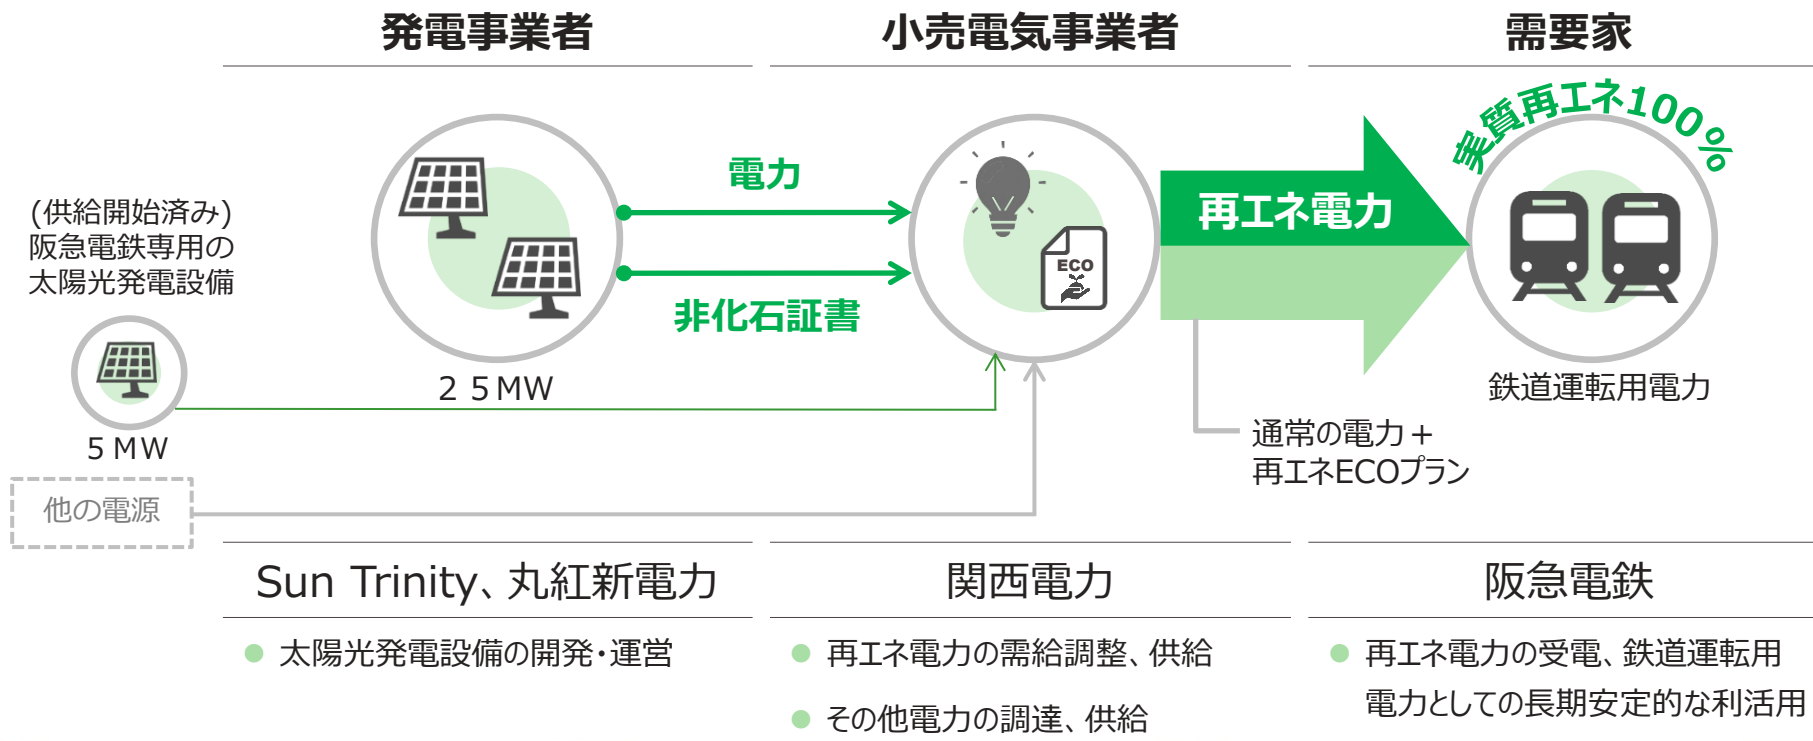 発電事業者
小売電気事業者
需要家
実質再エネ100%
(供給開始済み)
阪急電鉄専用の
太陽光発電設備
5 MW
電力
非化石証書
２５MW
ECO
再エネ電力
鉄道運転用電力
通常の電力＋
再エネECOプラン
他の電源
Sun Trinity、丸紅新電力
関西電力
阪急電鉄
● 太陽光発電設備の開発・運営
● 再エネ電力の需給調整、供給
● その他電力の調達、供給
● 再エネ電力の受電、鉄道運転用
電力としての長期安定的な利活用